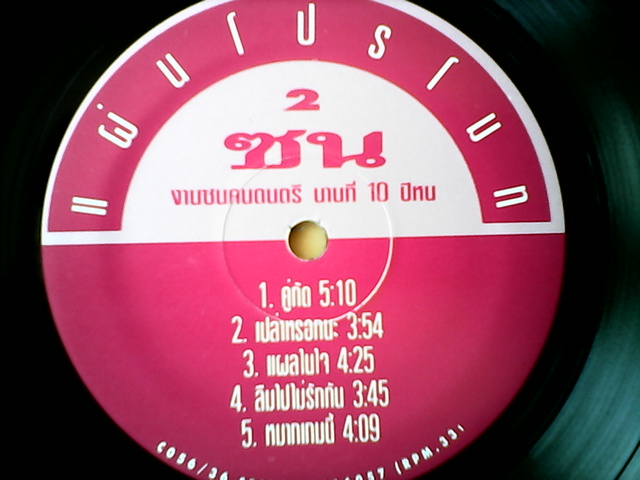 แผ่นโปรโมท
2
ซน
งานซนคนดนตรี นาทีที่ 10 ปีหน
1. คู่กัด 5:10
2. เปล่าหรอกนะ 3:54
3. แผลในใจ 4:25
4. ลืมไปไม่รักกัน 3:45
5. หมากเกมนี้ 4:09
(RPM.33)